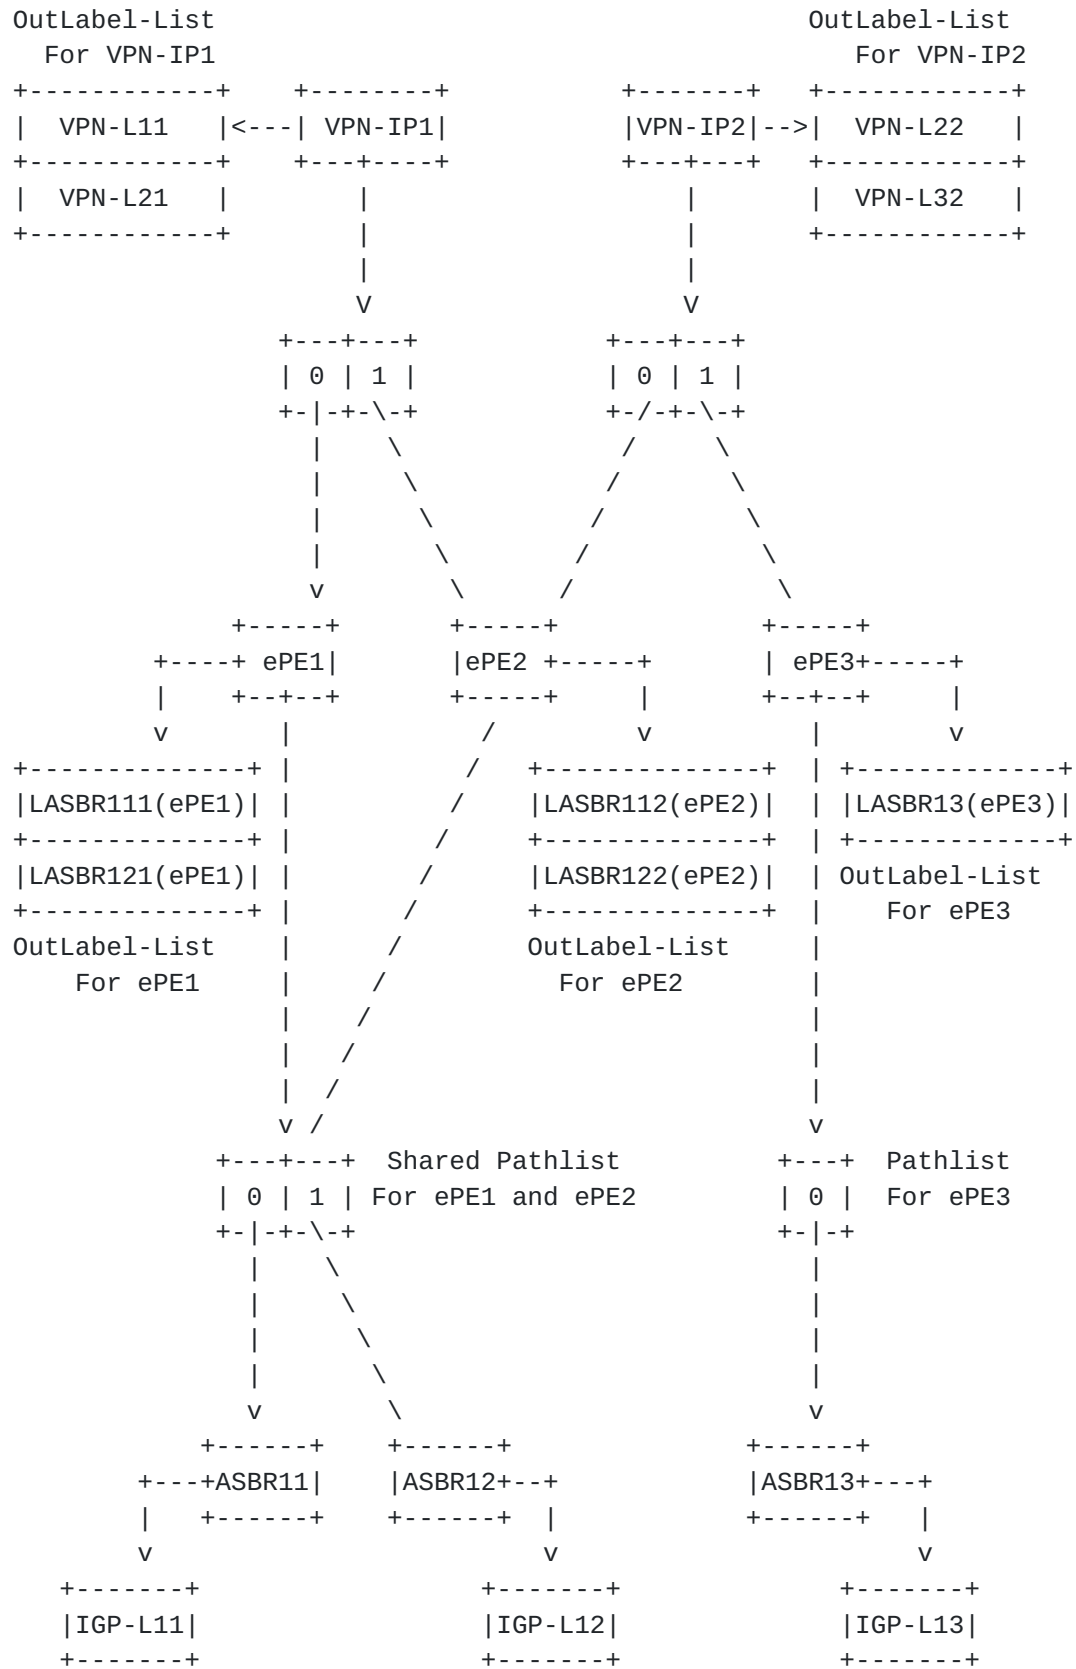 OutLabel-List                                      OutLabel-List
  For VPN-IP1                                         For VPN-IP2
+------------+    +--------+           +-------+   +------------+
|  VPN-L11   |<---| VPN-IP1|           |VPN-IP2|-->|  VPN-L22   |
+------------+    +---+----+           +---+---+   +------------+
|  VPN-L21   |        |                    |       |  VPN-L32   |
+------------+        |                    |       +------------+
                      |                    |
                      V                    V
                 +---+---+            +---+---+
                 | 0 | 1 |            | 0 | 1 |
                 +-|-+-\-+            +-/-+-\-+
                   |    \              /     \
                   |     \            /       \
                   |      \          /         \
                   |       \        /           \
                   v        \      /             \
              +-----+       +-----+             +-----+
         +----+ ePE1|       |ePE2 +-----+       | ePE3+-----+
         |    +--+--+       +-----+     |       +--+--+     |
         v       |            /         v          |        v
+--------------+ |           /   +--------------+  | +-------------+
|LASBR111(ePE1)| |          /    |LASBR112(ePE2)|  | |LASBR13(ePE3)|
+--------------+ |         /     +--------------+  | +-------------+
|LASBR121(ePE1)| |        /      |LASBR122(ePE2)|  | OutLabel-List
+--------------+ |       /       +--------------+  |    For ePE3
OutLabel-List    |      /        OutLabel-List     |
    For ePE1     |     /           For ePE2        |
                 |    /                            |
                 |   /                             |
                 |  /                              |
                 v /                               v
             +---+---+  Shared Pathlist          +---+  Pathlist
             | 0 | 1 | For ePE1 and ePE2         | 0 |  For ePE3
             +-|-+-\-+                           +-|-+
               |    \                              |
               |     \                             |
               |      \                            |
               |       \                           |
               v        \                          v
            +------+    +------+               +------+
        +---+ASBR11|    |ASBR12+--+            |ASBR13+---+
        |   +------+    +------+  |            +------+   |
        v                         v                       v
   +-------+                  +-------+              +-------+
   |IGP-L11|                  |IGP-L12|              |IGP-L13|
   +-------+                  +-------+              +-------+